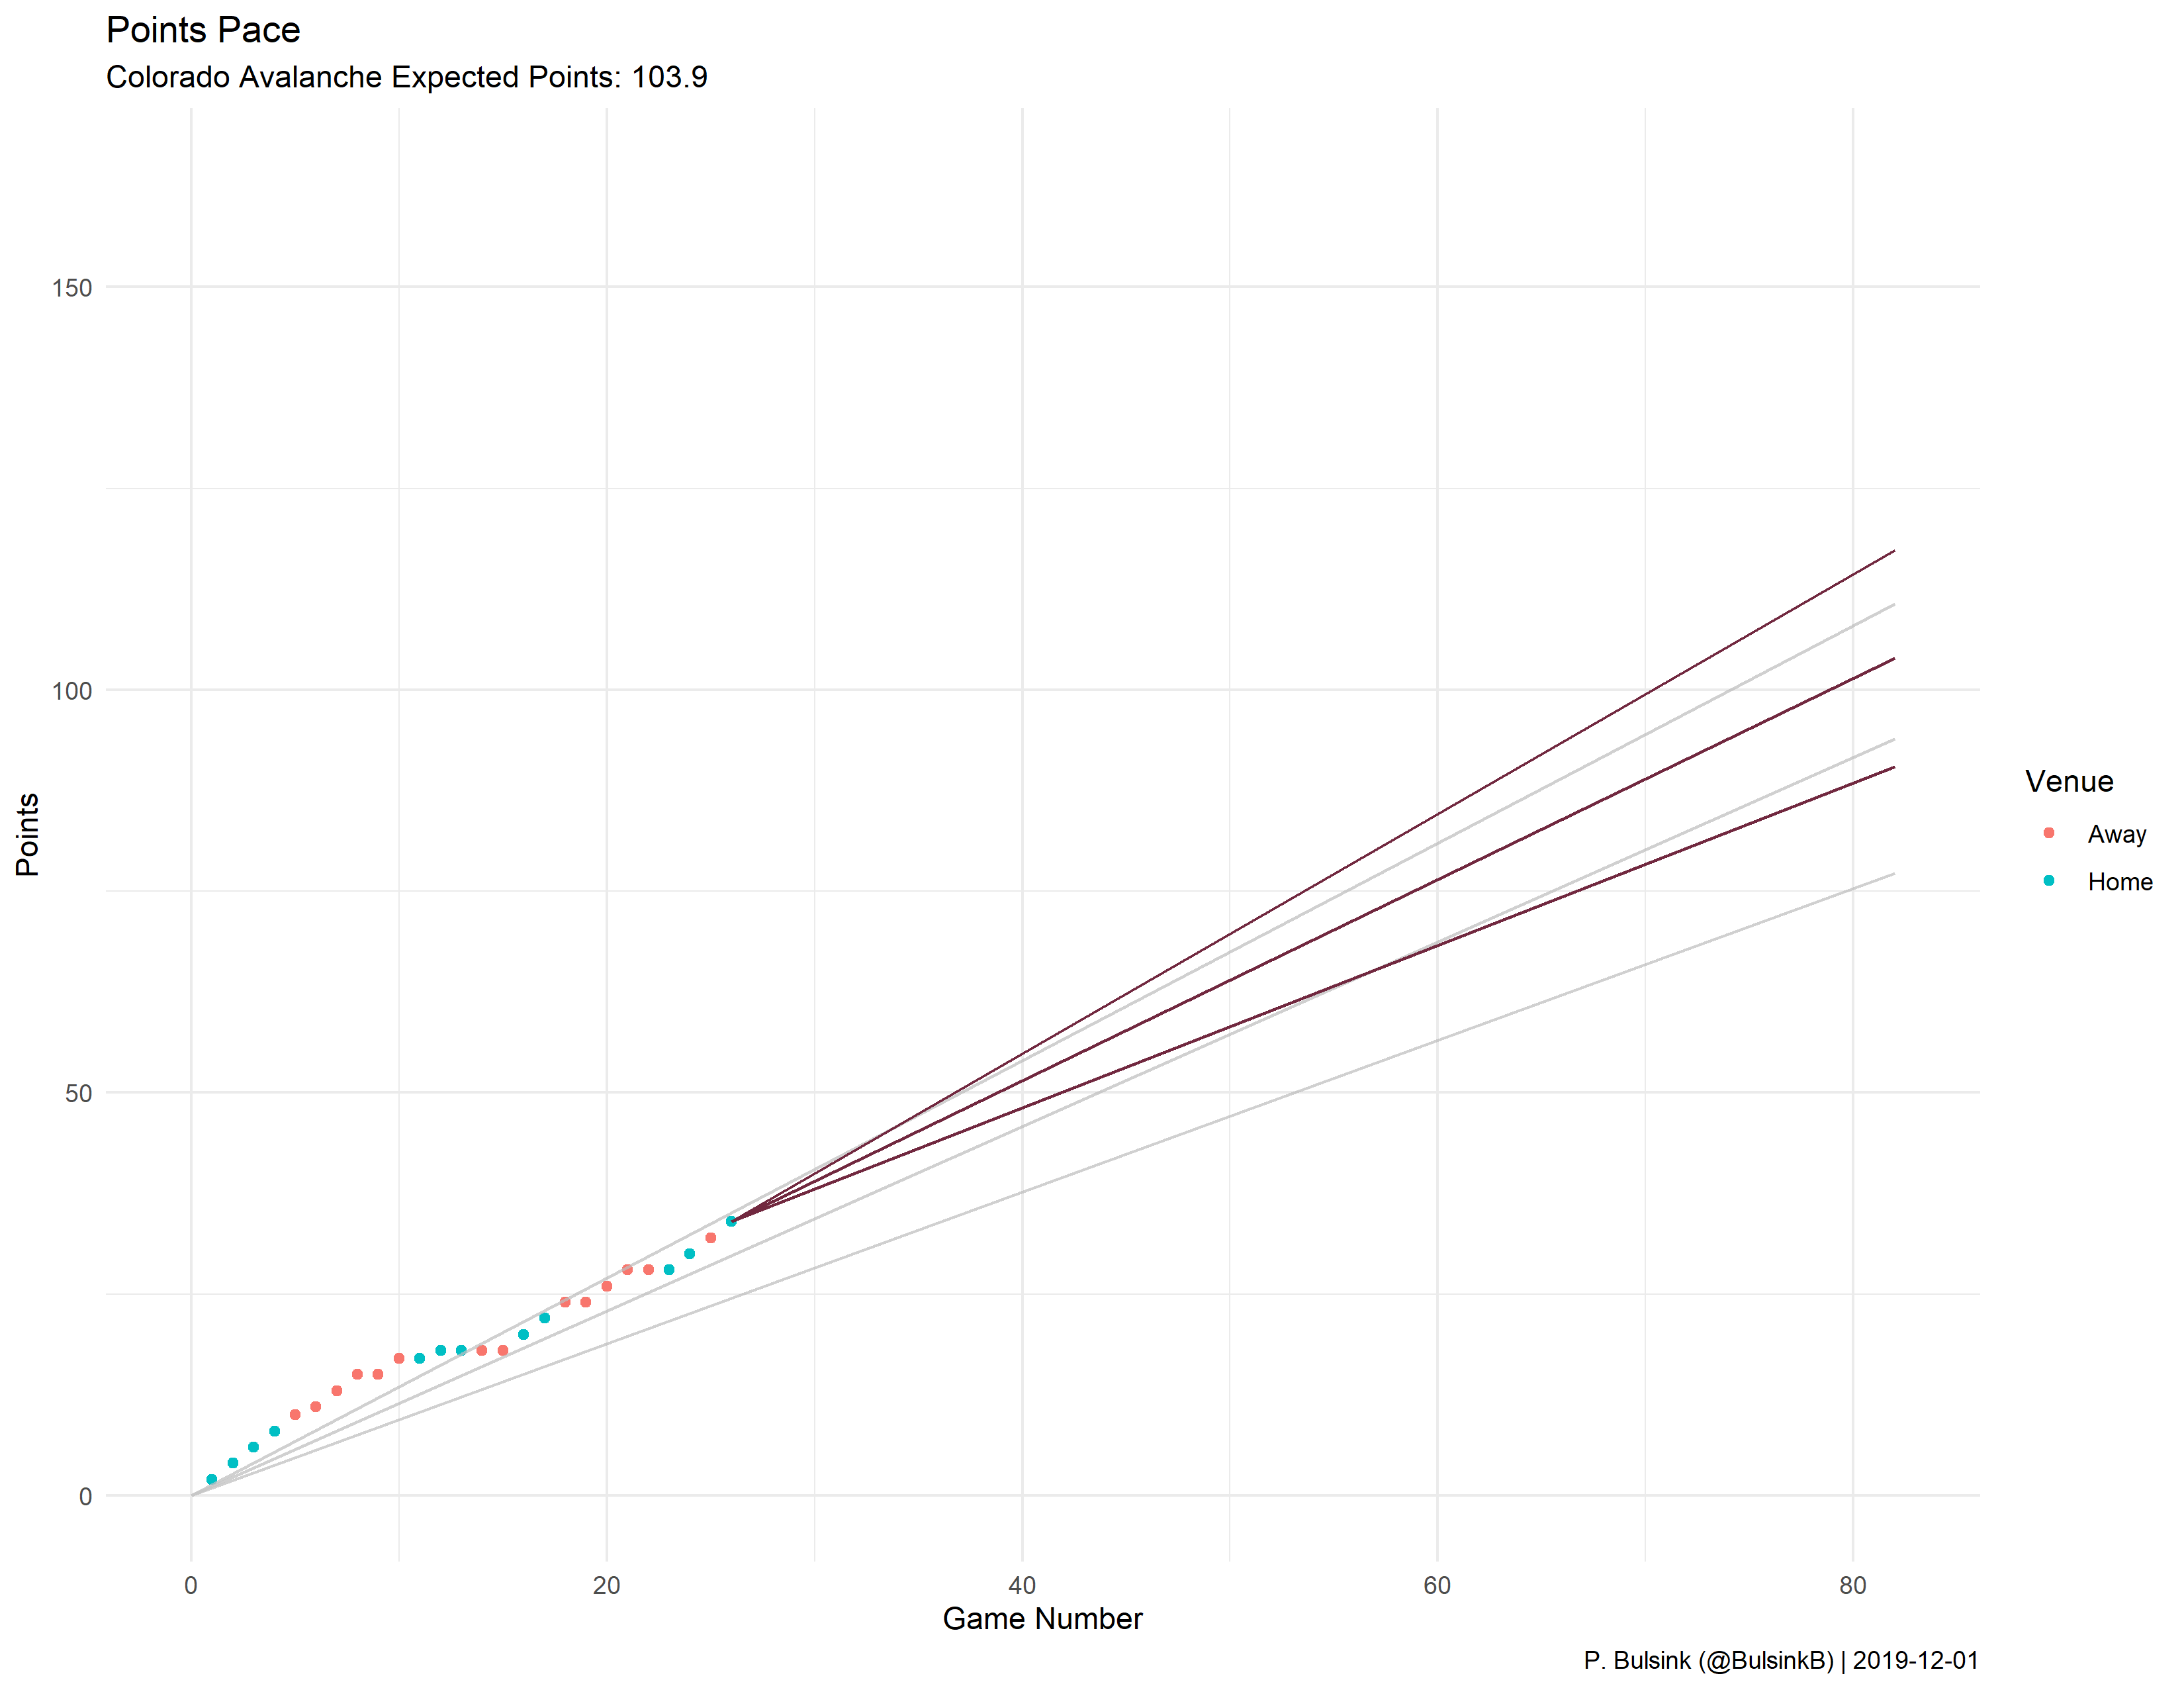 Points Pace
Colorado Avalanche Expected Points: 103.9
150
100
50
0
Points
0 20 40 60 80
Game Number
Venue
Away
Home
P. Bulsink (@BulsinkB) | 2019-12-01